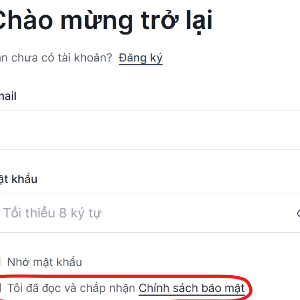 Chào mừng trở lại
ạn chưa có tài khoản? Đăng ký
mail
ật khẩu
Tối thiểu 8 ký tự
Nhớ mật khẩu
Tôi đã đọc và chấp nhận Chính sách bảo mật